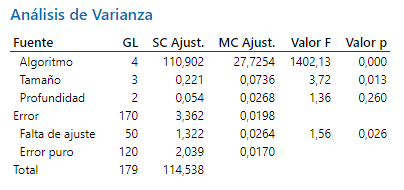 Análisis de Varianza
Fuente GL SC Ajust. MC Ajust. Valor F Valor p
Algoritmo 4 110,902 27,7254 1402,13 0,000
Tamaño 3 0,221 0,0736 3,72 0,013
Profundidad 2 0,054 0,0268 1,36 0,260
Error 170 3,362 0,0198
Falta de ajuste 50 1,322 0,0264 1,56 0,026
Error puro 120 2,039 0,0170
Total 179 114,538